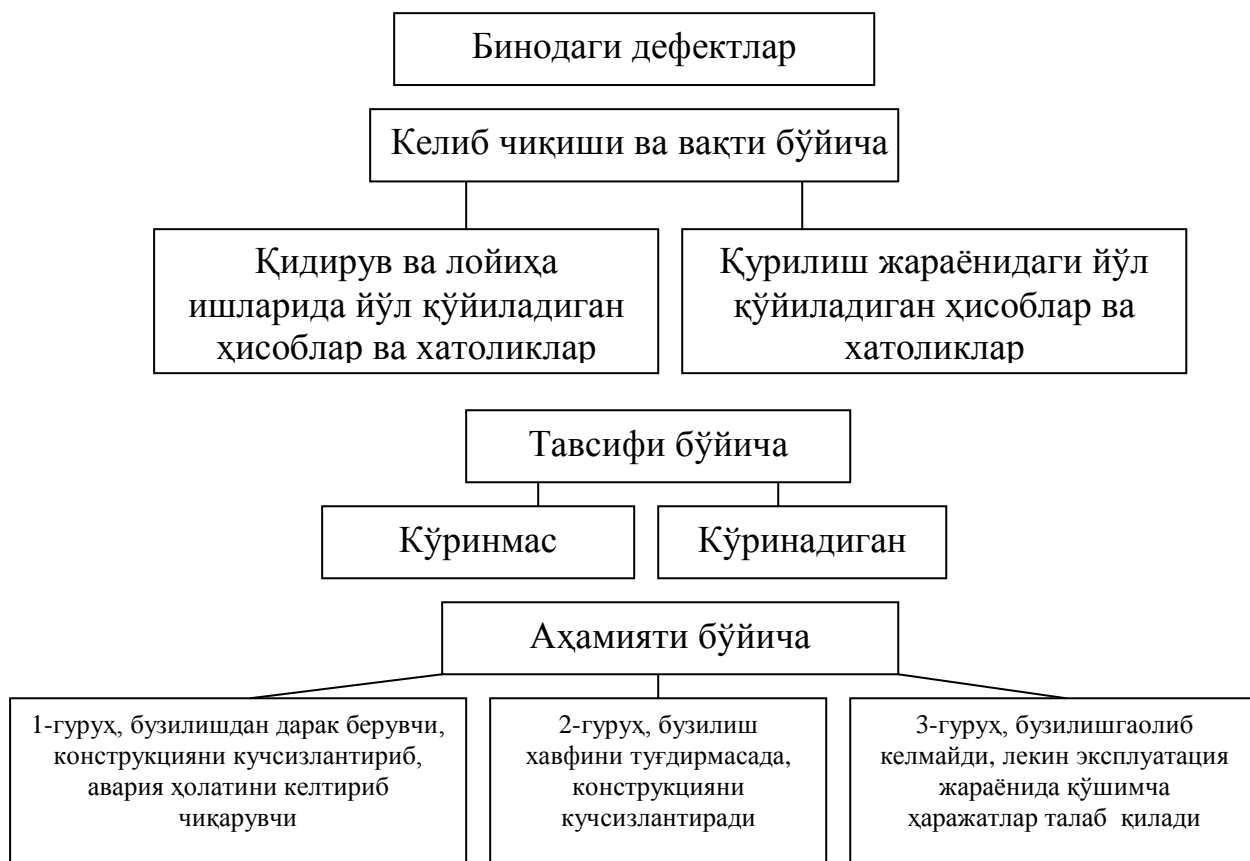 Бинодаги дефектлар
Келиб чиқиши ва вақти бўйича
Қидирув ва лойиҳа
ишларида йўл қўйиладиган
ҳисоблар ва хатоликлар
Қурилиш жараёнидаги йўл
қўйиладиган ҳисоблар ва
хатоликлар
Тавсифи бўйича
Кўринмас
Кўринадиган
Аҳамияти бўйича
1-гуруҳ, бузилишдан дарак берувчи,
конструкцияни кучсизлантириб,
авария ҳолатини келтириб
чиқарувчи
2-гуруҳ, бузилиш
хавфини туғдирмасада,
конструкцияни
кучсизлантиради
3-гуруҳ, бузилишгаолиб
келмайди, лекин эксплуатация
жараёнида қўшимча
ҳаражатлар талаб  қилади